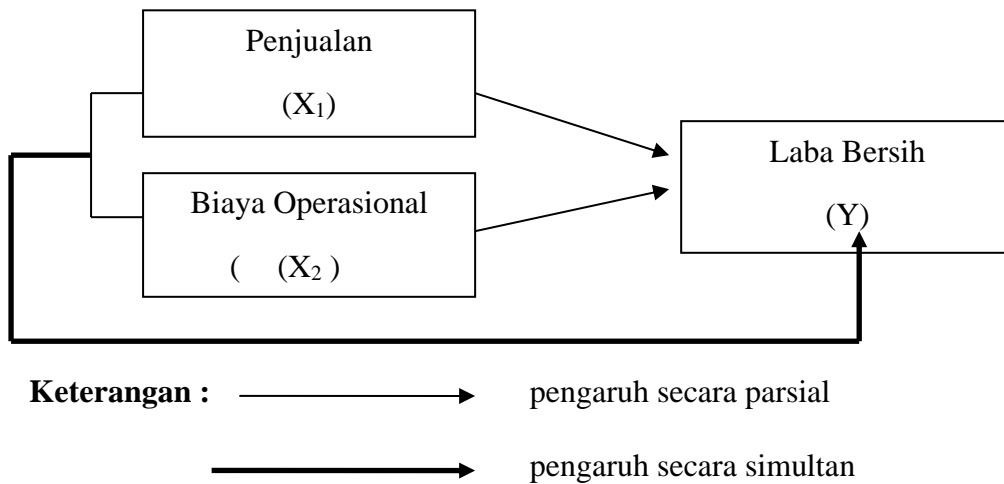 Penjualan
(X₁)
Biaya Operasional
( (X₂ )
Laba Bersih
(Y)
Keterangan : pengaruh secara parsial
pengaruh secara simultan